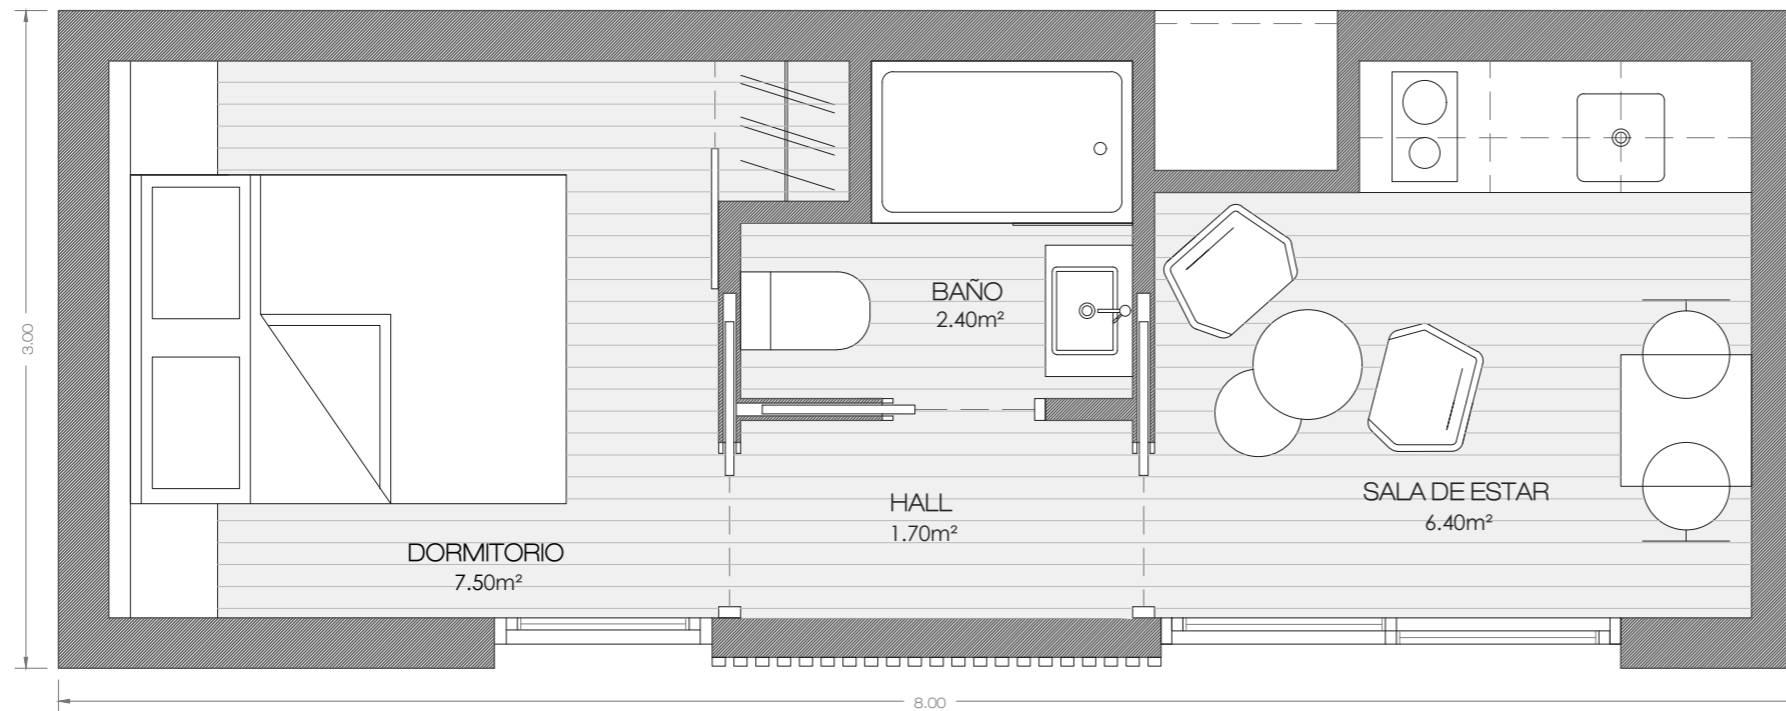 BAÑO
2.40m²
3.00
HALL
1.70m²
SALA DE ESTAR
6.40m²
DORMITORIO
7.50m²
8.00